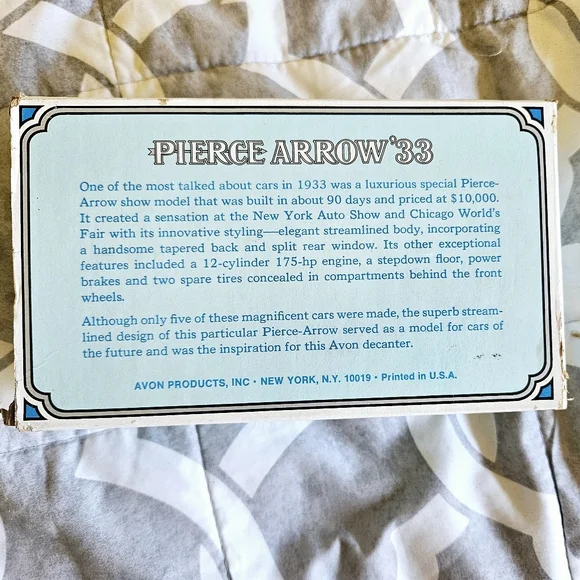 PIERCE ARROW '33
One of the most talked about cars in 1933 was a luxurious special Pierce-
Arrow show model that was built in about 90 days and priced at $10,000.
It created a sensation at the New York Auto Show and Chicago World's
Fair with its innovative styling—elegant streamlined body, incorporating
a handsome tapered back and split rear window. Its other exceptional
features included a 12-cylinder 175-hp engine, a stepdown floor, power
brakes and two spare tires concealed in compartments behind the front
wheels.
Although only five of these magnificent cars were made, the superb stream-
lined design of this particular Pierce-Arrow served as a model for cars of
the future and was the inspiration for this Avon decanter.
AVON PRODUCTS, INC • NEW YORK, N.Y. 10019 • Printed in U.S.A.